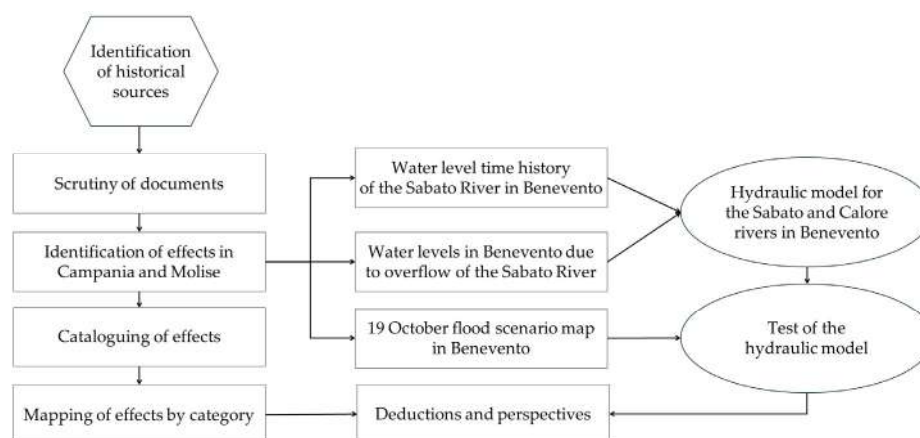 Identification
of historical
sources
Scrutiny of documents
Identification of effects in
Campania and Molise
Cataloguing of effects
Mapping of effects by category
Water level time history
of the Sabato River in Benevento
Water levels in Benevento due
to overflow of the Sabato River
19 October flood scenario map
in Benevento
Deductions and perspectives
Hydraulic model for
the Sabato and Calore
rivers in Benevento
Test of the
hydraulic model